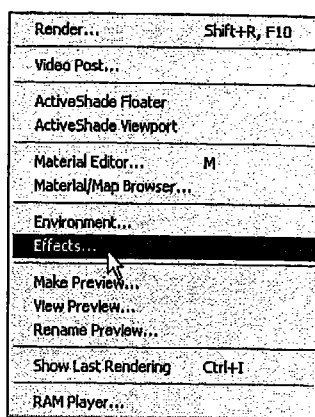 Render... Shift+R, F10
Video Post...
ActiveShade Floater
ActiveShade Viewport
Material Editor... M
Material/Map Browser...
Environment...
Effects...
Make Preview...
View Preview...
Rename Preview...
Show Last Rendering Ctrl+I
RAM Player...